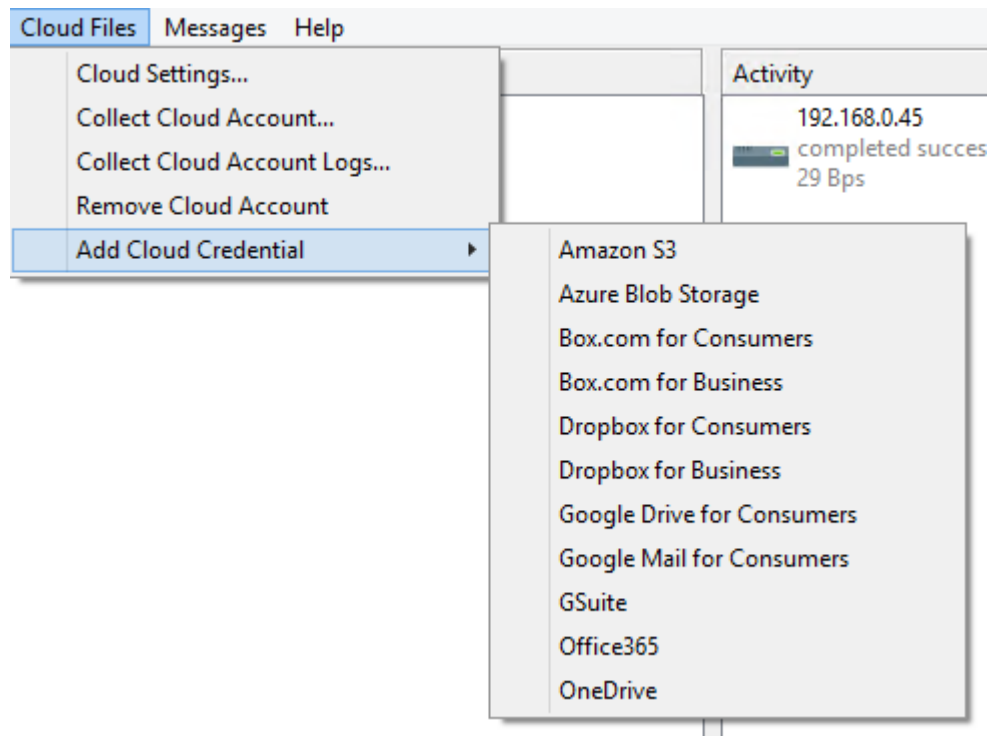 Cloud Files Messages Help
Cloud Settings...
Collect Cloud Account...
Collect Cloud Account Logs...
Remove Cloud Account
Add Cloud Credential
Activity
192.168.0.45
completed succes
29 Bps
Amazon S3
Azure Blob Storage
Box.com for Consumers
Box.com for Business
Dropbox for Consumers
Dropbox for Business
Google Drive for Consumers
Google Mail for Consumers
GSuite
Office365
OneDrive